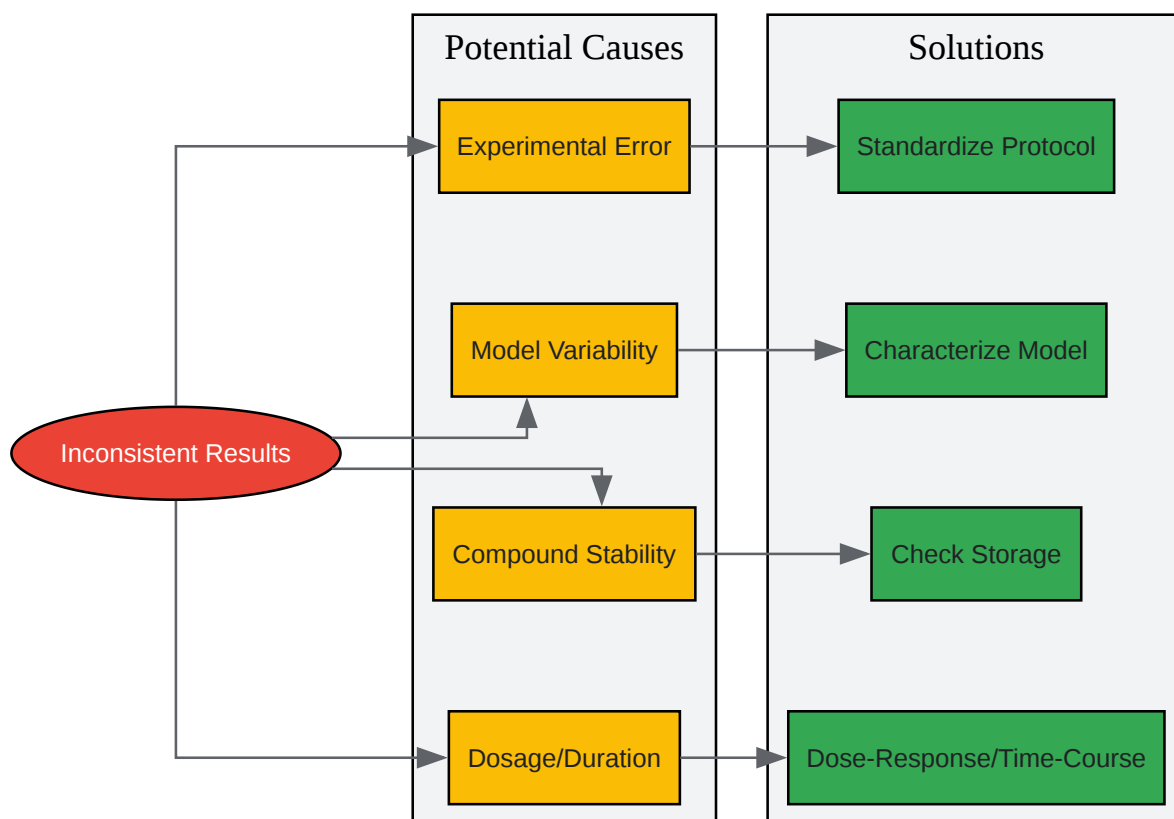 Potential Causes
Solutions
Experimental Error
Standardize Protocol
Model Variability
Characterize Model
Inconsistent Results
Compound Stability
Check Storage
Dosage/Duration
Dose-Response/Time-Course